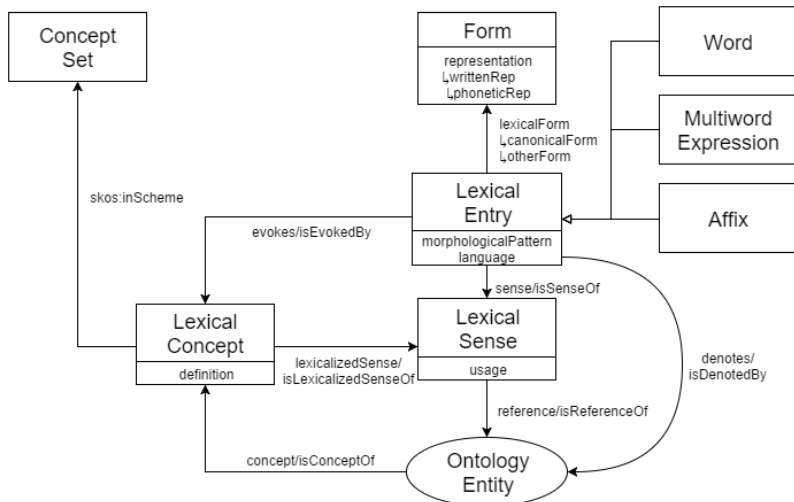 Concept
Set
Form
representation
↳writtenRep
↳phoneticRep
Word
Multiword
Expression
Affix
lexicalForm
↳canonicalForm
↳otherForm
skos:inScheme
Lexical
Entry
morphologicalPattern
language
evokes/isEvokedBy
sense/isSenseOf
Lexical
Concept
definition
lexicalizedSense/
isLexicalizedSenseOf
Lexical
Sense
usage
denotes/
isDenotedBy
reference/isReferenceOf
concept/isConceptOf
Ontology
Entity